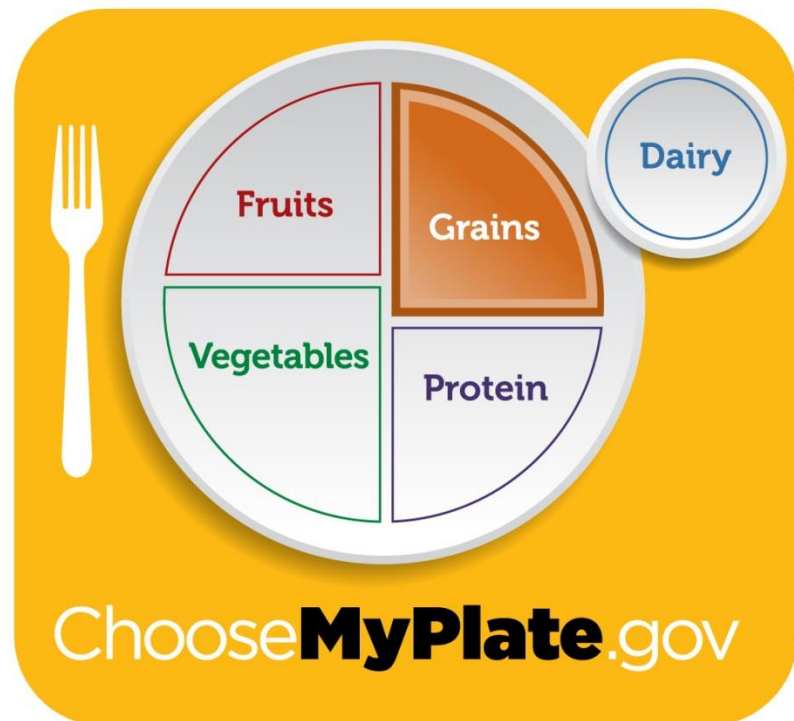 Fruits
Grains
Dairy
Vegetables
Protein
ChooseMyPlate.gov